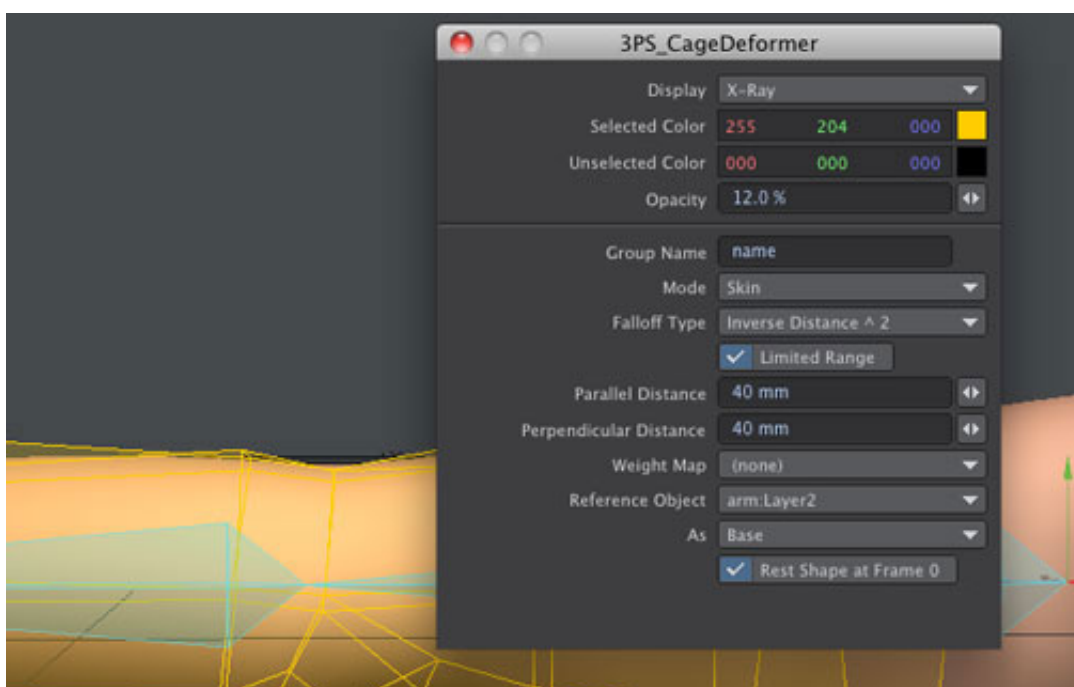 3PS_CageDeformer
Display X-Ray
Selected Color 255 204 000
Unselected Color 000 000 000
Opacity 12.0 %
Group Name name
Mode Skin
Falloff Type Inverse Distance ^ 2
Limited Range
Parallel Distance 40 mm
Perpendicular Distance 40 mm
Weight Map (none)
Reference Object arm:Layer2
As Base
Rest Shape at Frame 0